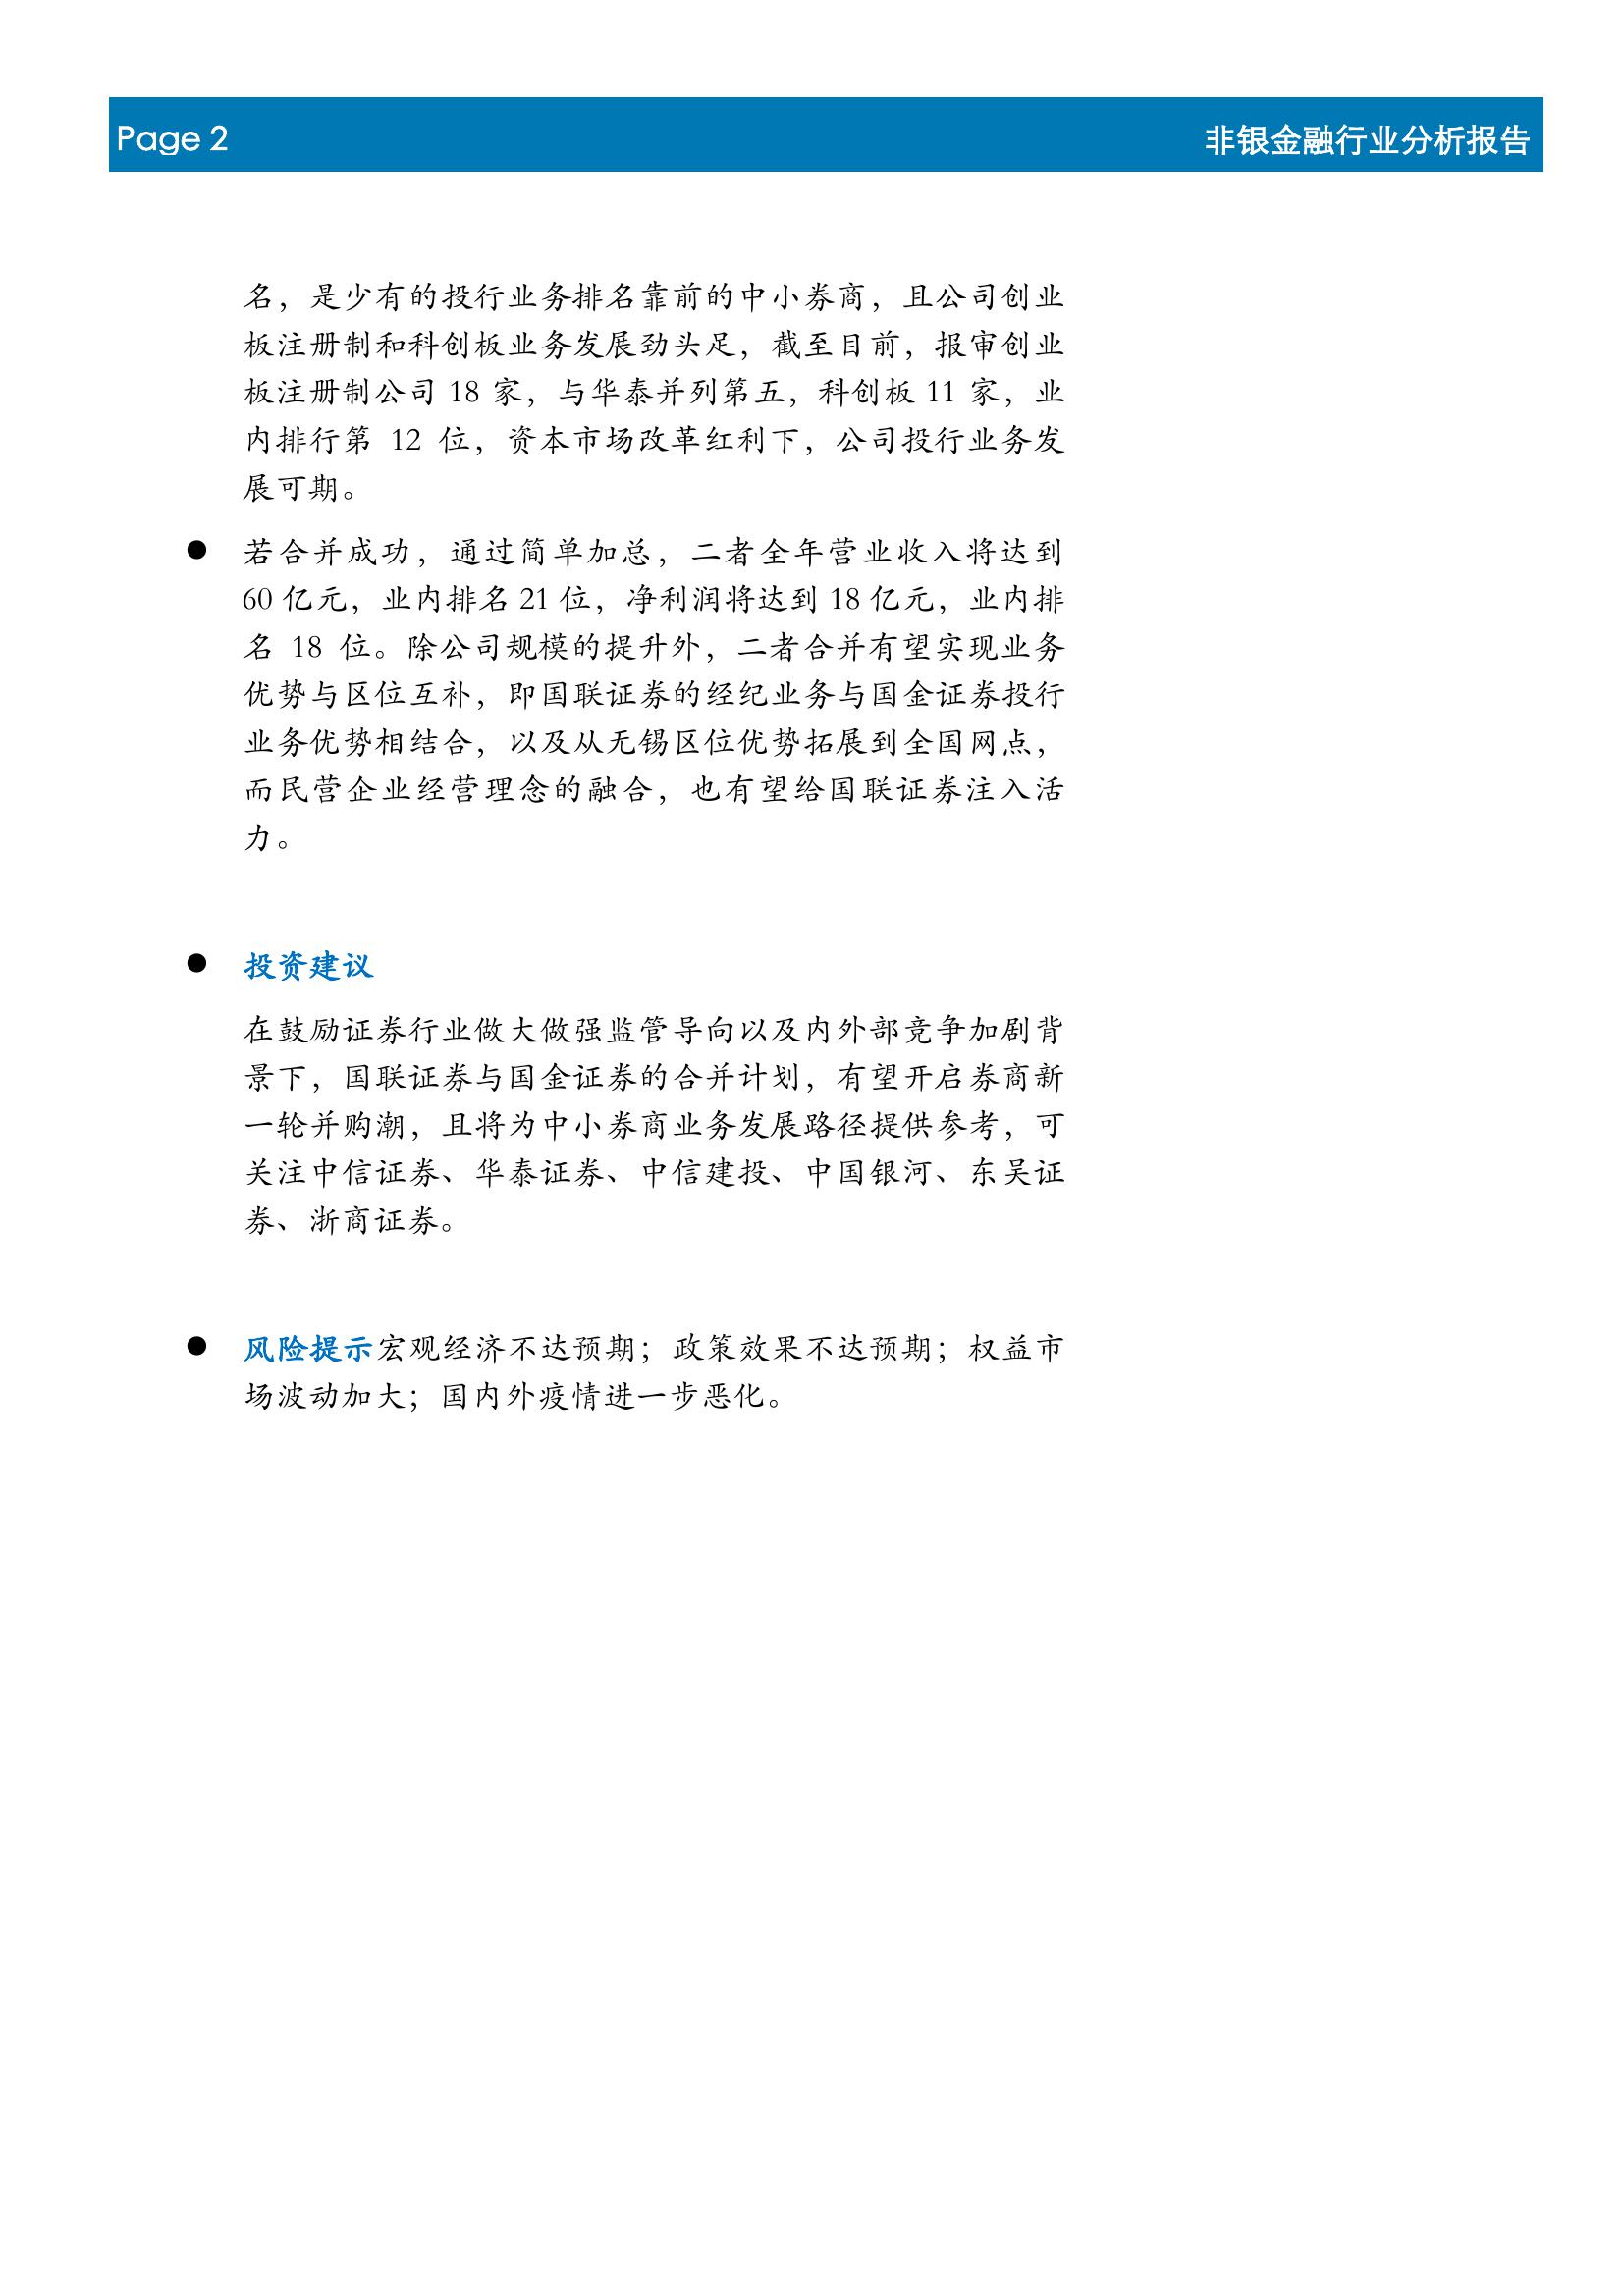 Page 2
非银金融行业分析报告
名，是少有的投行业务排名靠前的中小券商，且公司创业
板注册制和科创板业务发展劲头足，截至目前，报审创业
板注册制公司 18 家，与华泰并列第五，科创板 11 家，业
内排行第 12 位，资本市场改革红利下，公司投行业务发
展可期。
● 若合并成功，通过简单加总，二者全年营业收入将达到
60 亿元，业内排名 21 位，净利润将达到 18 亿元，业内排
名 18 位。除公司规模的提升外，二者合并有望实现业务
优势与区位互补，即国联证券的经纪业务与国金证券投行
业务优势相结合，以及从无锡区位优势拓展到全国网点，
而民营企业经营理念的融合，也有望给国联证券注入活
力。
● 投资建议
在鼓励证券行业做大做强监管导向以及内外部竞争加剧背
景下，国联证券与国金证券的合并计划，有望开启券商新
一轮并购潮，且将为中小券商业务发展路径提供参考，可
关注中信证券、华泰证券、中信建投、中国银河、东吴证
券、浙商证券。
● 风险提示宏观经济不达预期；政策效果不达预期；权益市
场波动加大；国内外疫情进一步恶化。